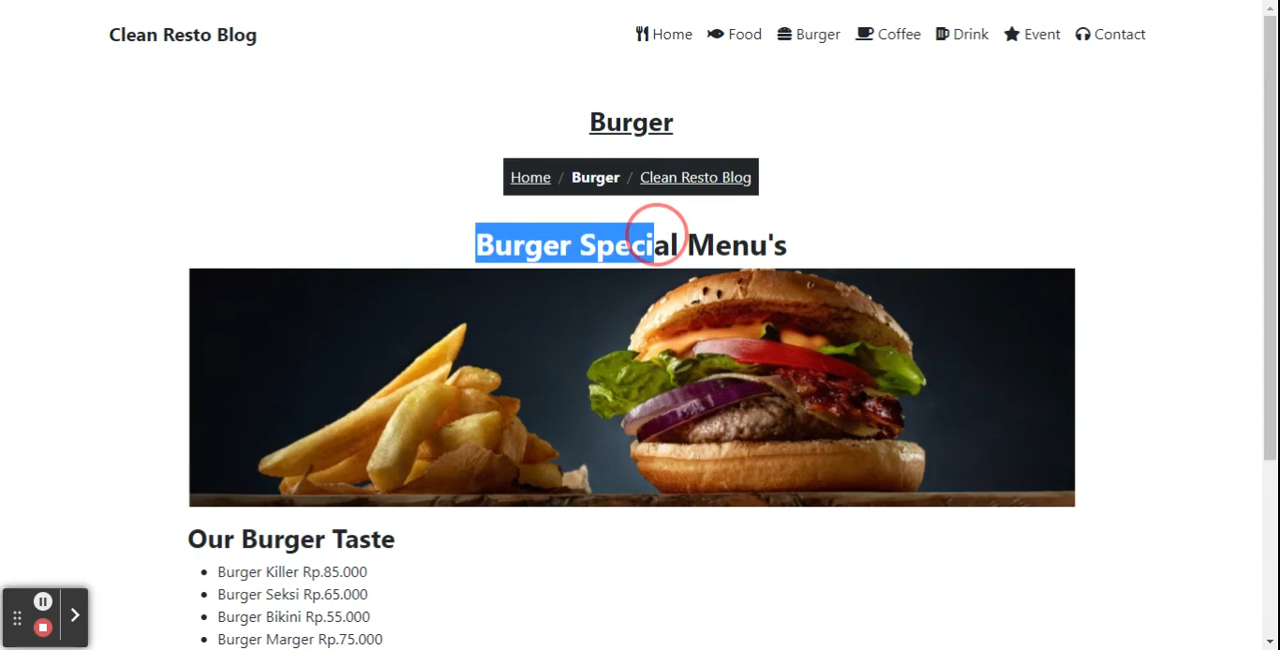 Clean Resto Blog Home Food Burger Coffee Drink Event Contact
Burger
Home / Burger / Clean Resto Blog
Burger Special Menu's
Our Burger Taste
• Burger Killer Rp.85.000
• Burger Seksi Rp.65.000
• Burger Bikini Rp.55.000
• Burger Marger Rp.75.000